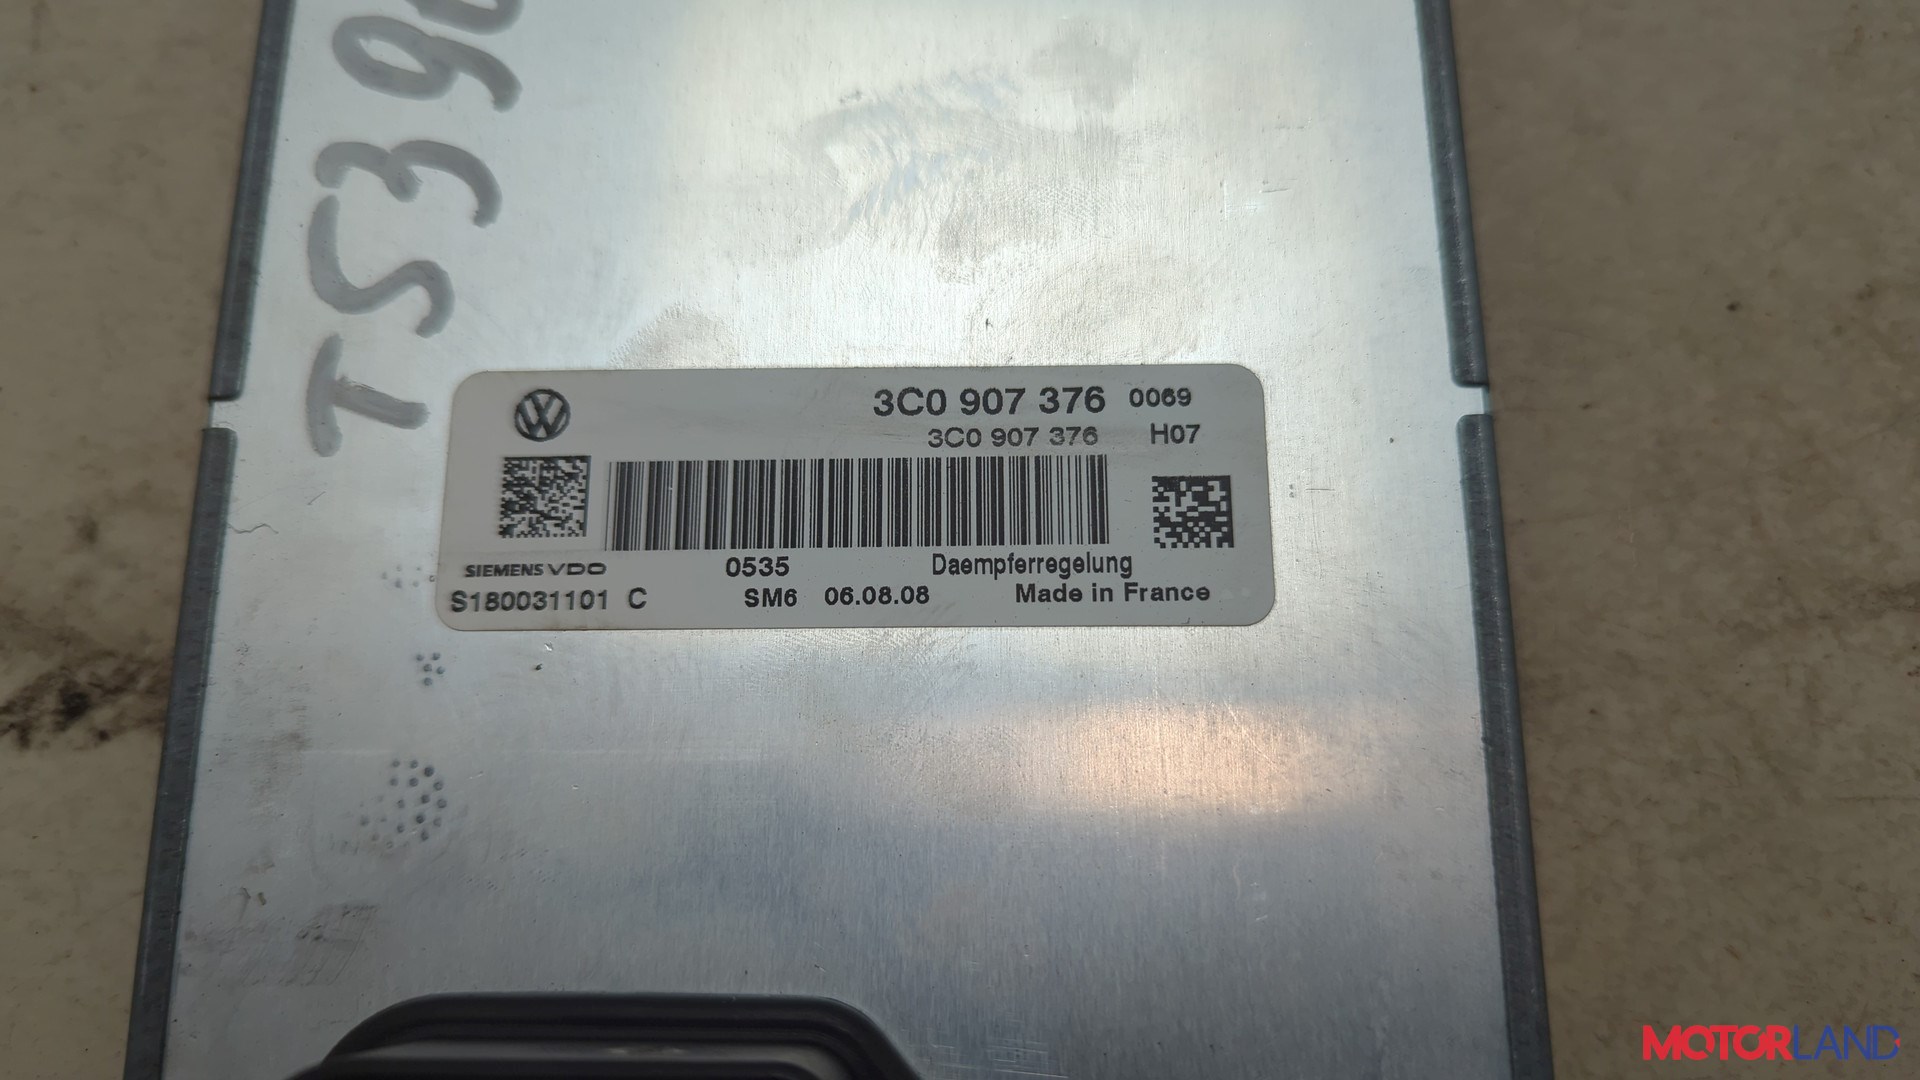 TS39
3C0 907 376 0069
3C0 907 376 H07
SIEMENS VDO 0535 Daempferregelung
S180031101 C SM6 06.08.08 Made in France
MOTORLAND